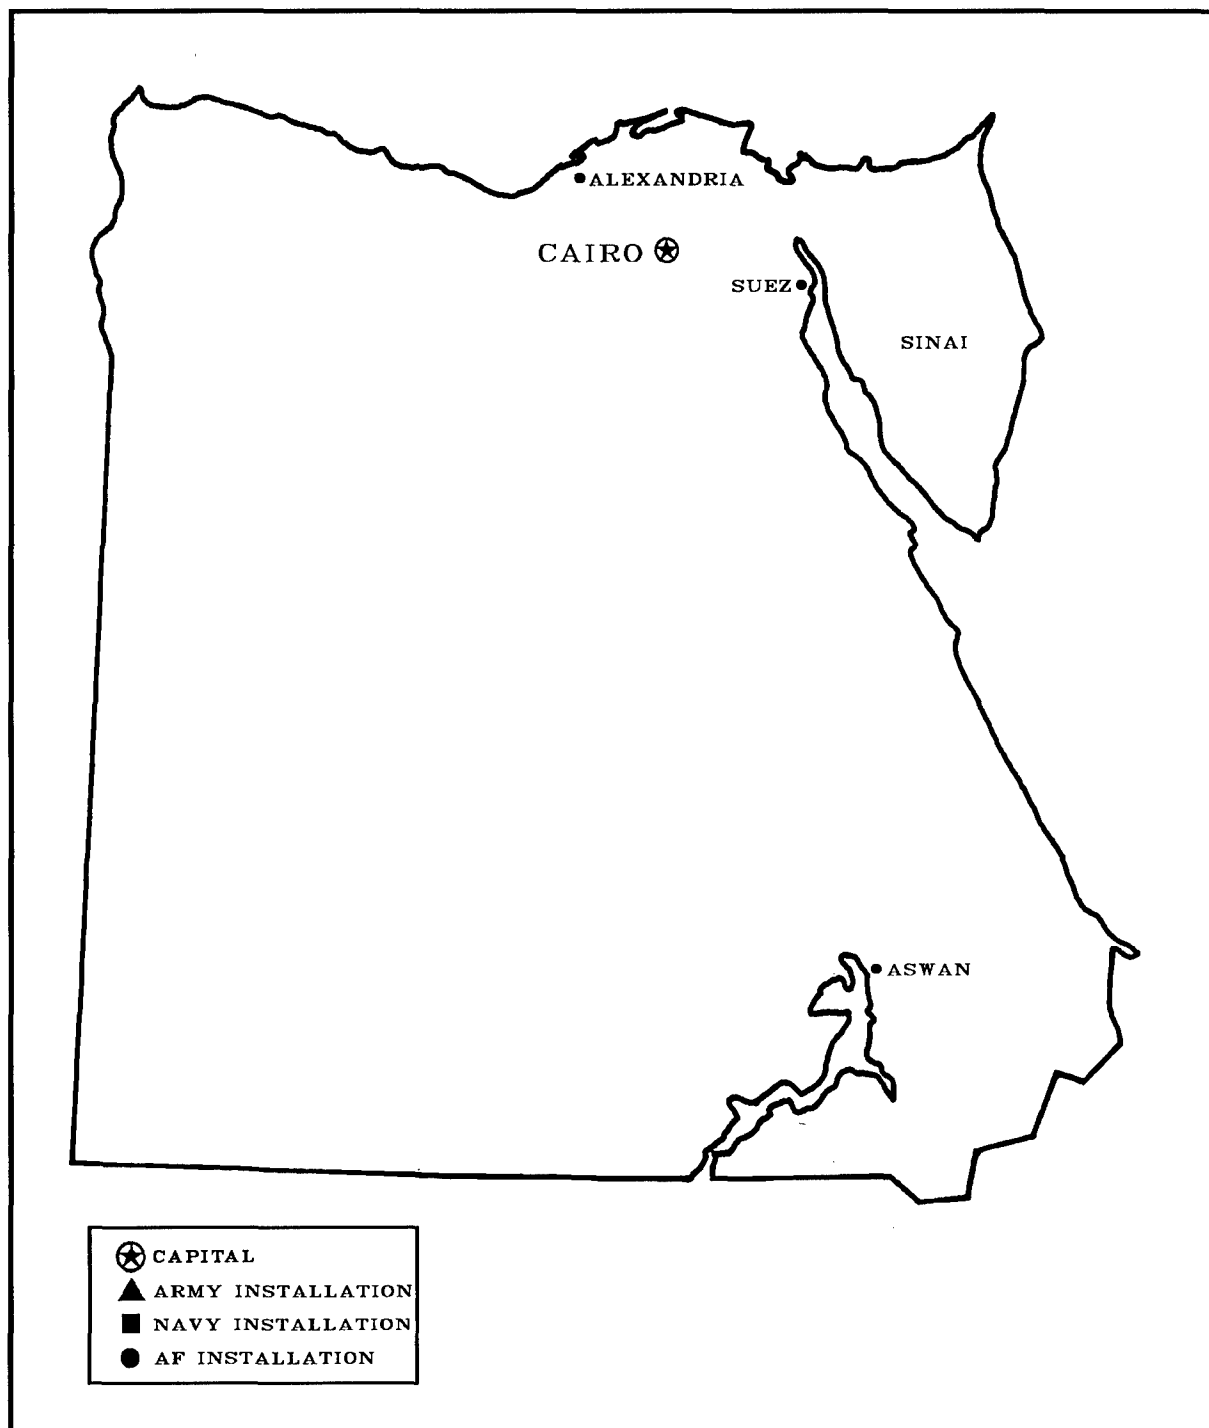 ALEXANDRIA
CAIRO
SUEZ
SINAI
ASWAN
CAPITAL
ARMY INSTALLATION
NAVY INSTALLATION
AF INSTALLATION